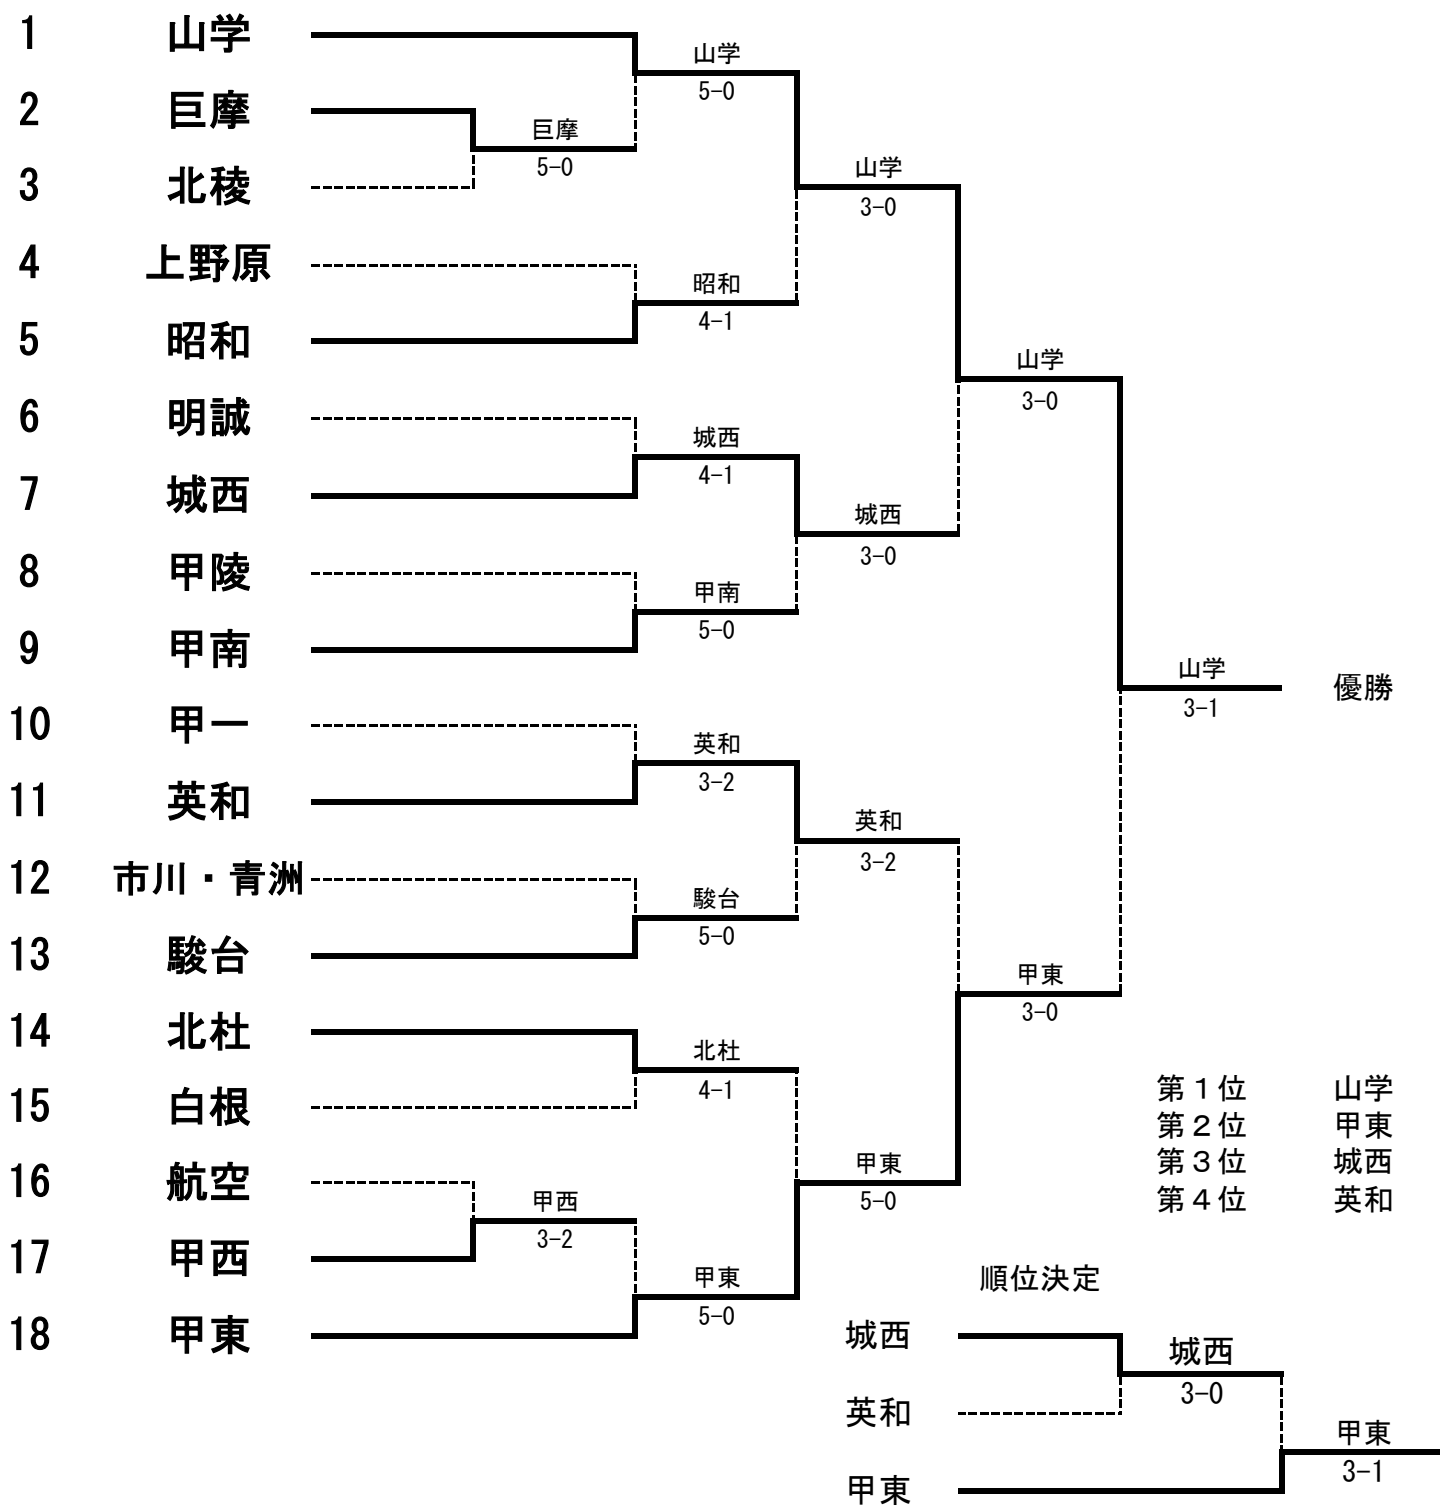 1 山学
山学
5-0
2 巨摩
巨摩
5-0
3 北稜
山学
3-0
4 上野原
昭和
4-1
5 昭和
山学
3-0
6 明誠
城西
4-1
7 城西
城西
3-0
8 甲陵
甲南
5-0
9 甲南
山学
3-1
優勝
10 甲一
英和
3-2
11 英和
英和
3-2
12 市川・青洲
駿台
5-0
13 駿台
甲東
3-0
14 北杜
北杜
4-1
15 白根
甲東
5-0
16 航空
甲西
3-2
17 甲西
甲東
5-0
18 甲東
第1位 山学
第2位 甲東
第3位 城西
第4位 英和
順位決定
城西
城西
3-0
英和
甲東
3-1
甲東